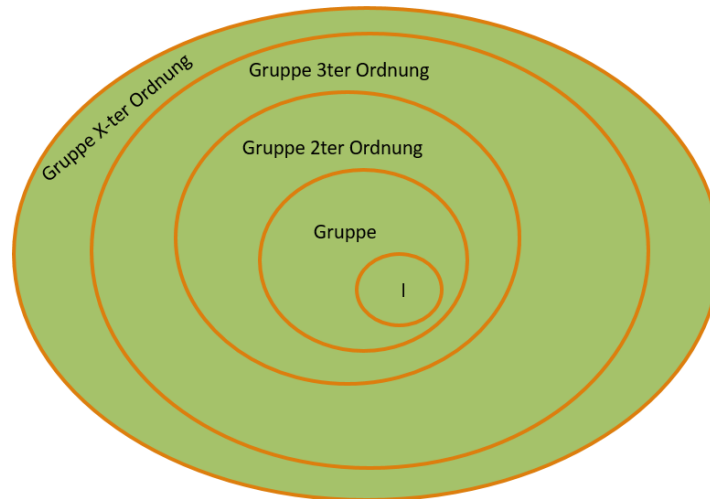 Gruppe X-ter Ordnung
Gruppe 3ter Ordnung
Gruppe 2ter Ordnung
Gruppe
I